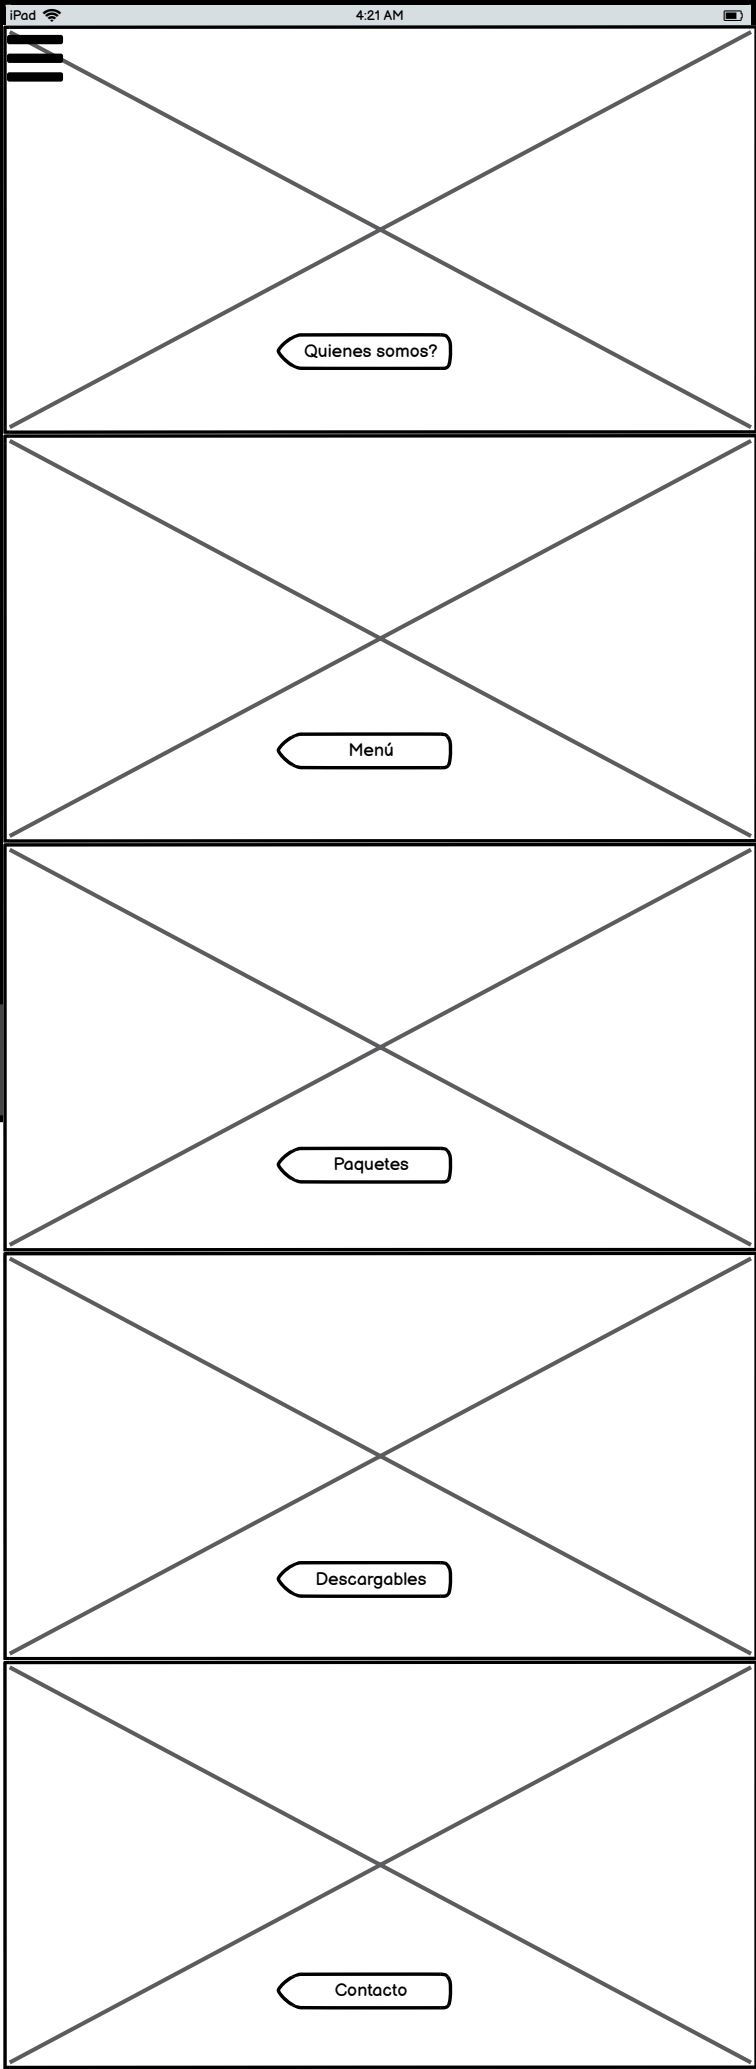 iPad 4:21 AM
Quienes somos?
Menú
Paquetes
Descargables
Contacto